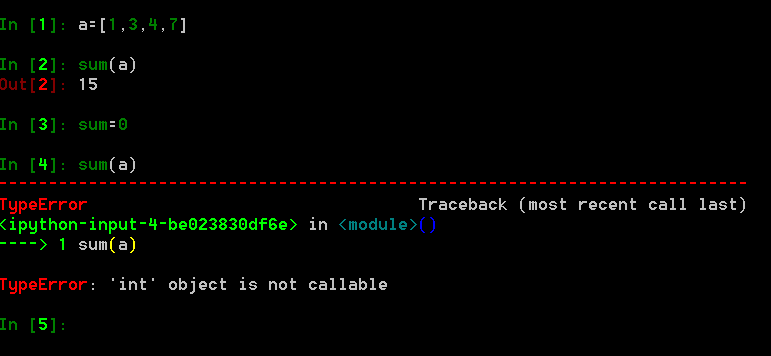 In [1]: a=[1,3,4,7]
In [2]: sum(a)
Out[2]: 15
In [3]: sum=0
In [4]: sum(a)
---------------------------------------------------------------------------
TypeError                                 Traceback (most recent call last)
<ipython-input-4-be023830df6e> in <module>()
----> 1 sum(a)
TypeError: 'int' object is not callable
In [5]: